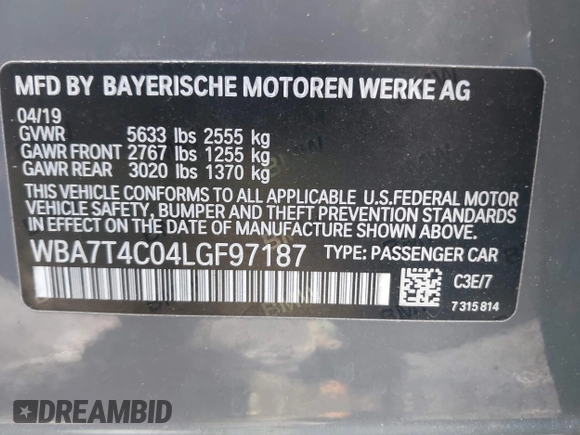 MFD BY BAYERISCHE MOTOREN WERKE AG
04/19
GVWR 5633 lbs 2555 kg
GAWR FRONT 2767 lbs 1255 kg
GAWR REAR 3020 lbs 1370 kg
THIS VEHICLE CONFORMS TO ALL APPLICABLE U.S.FEDERAL MOTOR
VEHICLE SAFETY, BUMPER AND THEFT PREVENTION STANDARDS
IN EFFECT ON THE DATE OF MANUFACTURE SHOWN ABOVE.
WBA7T4C04LGF97187 TYPE: PASSENGER CAR
C3E/7
7 315 814
DREAMBID